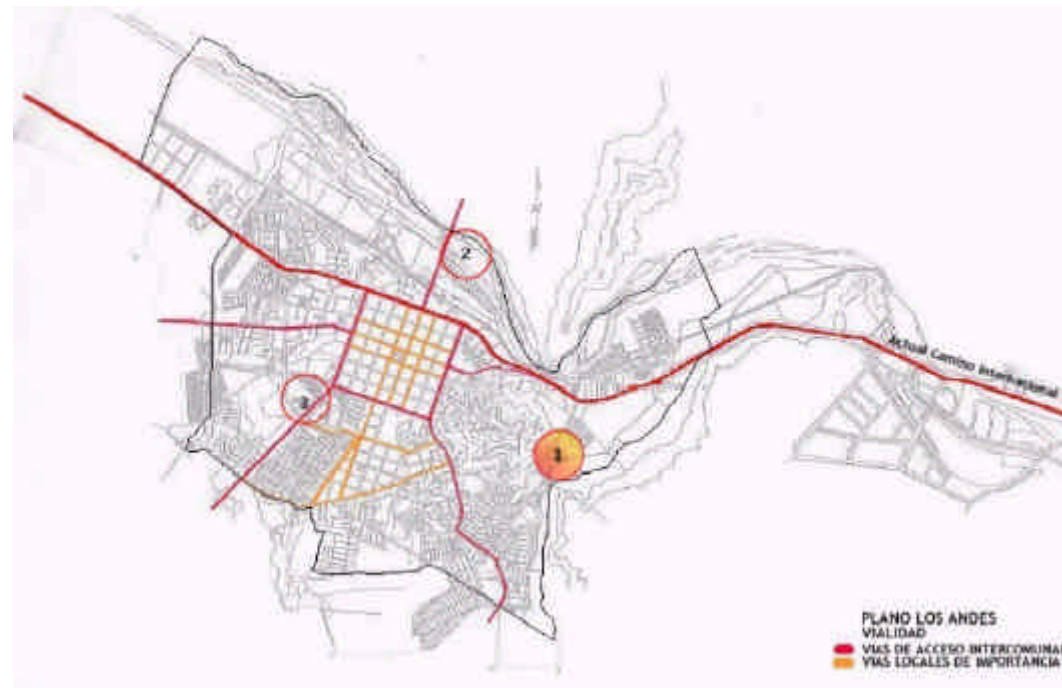 2
Actual Camino Internacional
3
1
PLANO LOS ANDES
VIALIDAD
VIAS DE ACCESO INTERCOMUNAL
VIAS LOCALES DE IMPORTANCIA